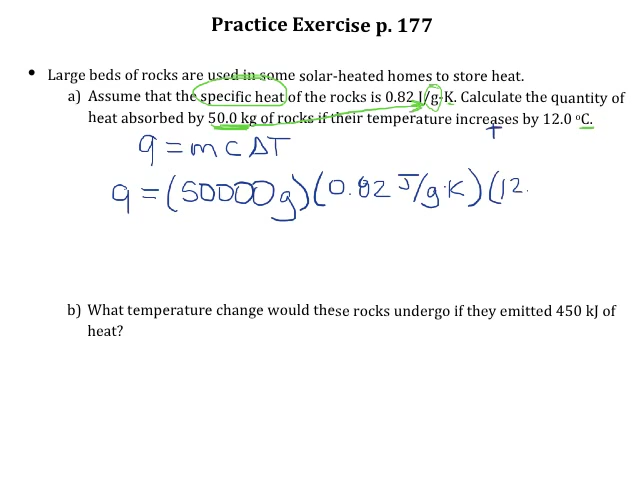 Practice Exercise p. 177
• Large beds of rocks are used in some solar-heated homes to store heat.
a) Assume that the specific heat of the rocks is 0.82 J/g-K. Calculate the quantity of
heat absorbed by 50.0 kg of rocks if their temperature increases by 12.0 °C.
q = m C ΔT
q = (50000g)(0.82 J/g·K)(12.
b) What temperature change would these rocks undergo if they emitted 450 kJ of
heat?